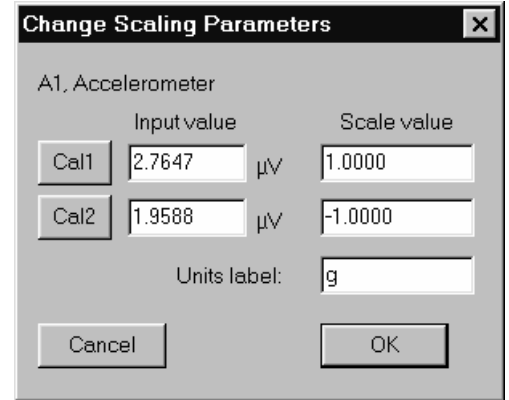 Change Scaling Parameters
A1, Accelerometer
Input value Scale value
Cal1 2.7647 µV 1.0000
Cal2 1.9588 µV -1.0000
Units label: g
Cancel OK